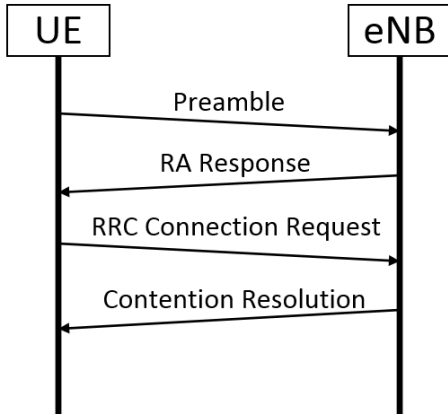 UE
eNB
Preamble
RA Response
RRC Connection Request
Contention Resolution